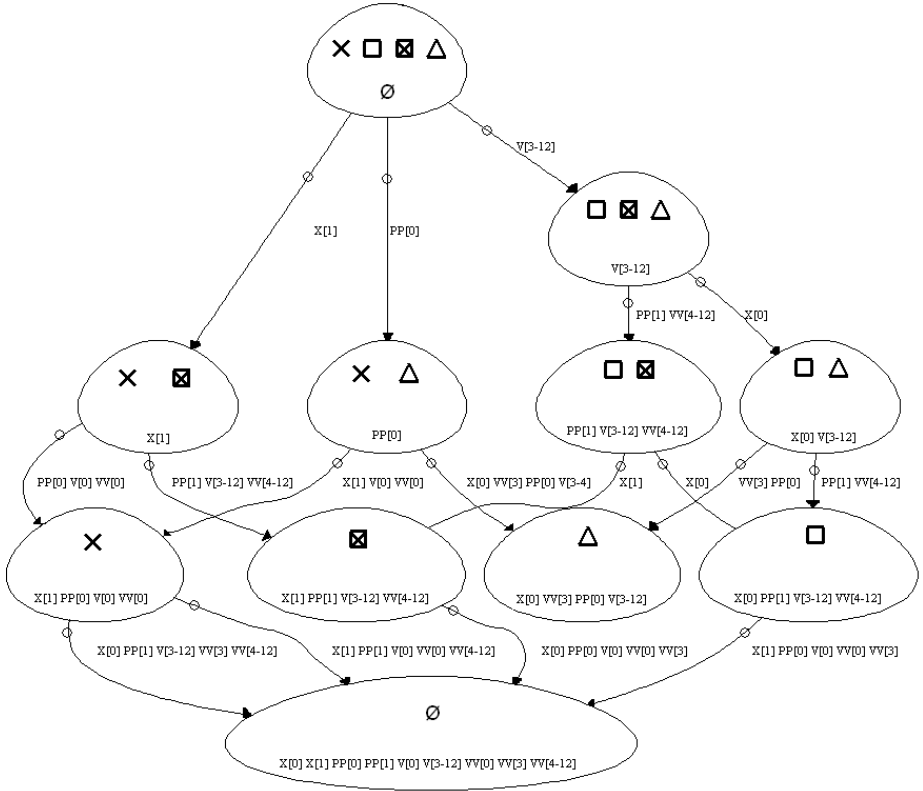 Ø
V[3-12]
X[1]
PP[0]
V[3-12]
PP[1] VV[4-12]
X[0]
X[1]
PP[0]
PP[1] V[3-12] VV[4-12]
X[0] V[3-12]
PP[0] V[0] VV[0]
PP[1] V[3-12] VV[4-12]
X[1] V[0] VV[0]
X[0] VV[3] PP[0] V[3-4]
X[1]
X[0]
VV[3] PP[0]
PP[1] VV[4-12]
X[1] PP[0] V[0] VV[0]
X[1] PP[1] V[3-12] VV[4-12]
X[0] VV[3] PP[0] V[3-12]
X[0] PP[1] V[3-12] VV[4-12]
X[0] PP[1] V[3-12] VV[3] VV[4-12]
X[1] PP[1] V[0] VV[0] VV[4-12]
X[0] PP[0] V[0] VV[0] VV[3]
X[1] PP[0] V[0] VV[0] VV[3]
Ø
X[0] X[1] PP[0] PP[1] V[0] V[3-12] VV[0] VV[3] VV[4-12]